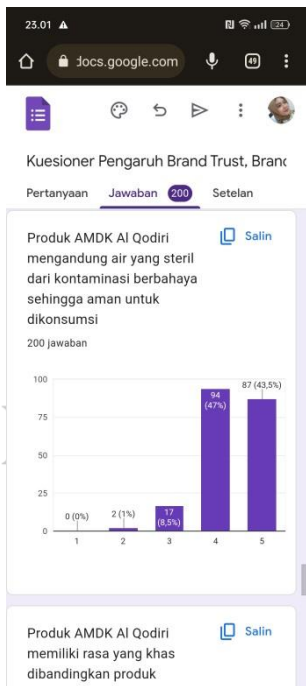 23.01
24
docs.google.com
49
Kuesioner Pengaruh Brand Trust, Branc
Pertanyaan Jawaban 200 Setelan
Produk AMDK Al Qodiri Salin
mengandung air yang steril
dari kontaminasi berbahaya
sehingga aman untuk
dikonsumsi
200 jawaban
100
75
50
25
0
0 (0%)
2 (1%)
17
(8,5%)
94
(47%)
87 (43,5%)
1 2 3 4 5
Produk AMDK Al Qodiri Salin
memiliki rasa yang khas
dibandingkan produk